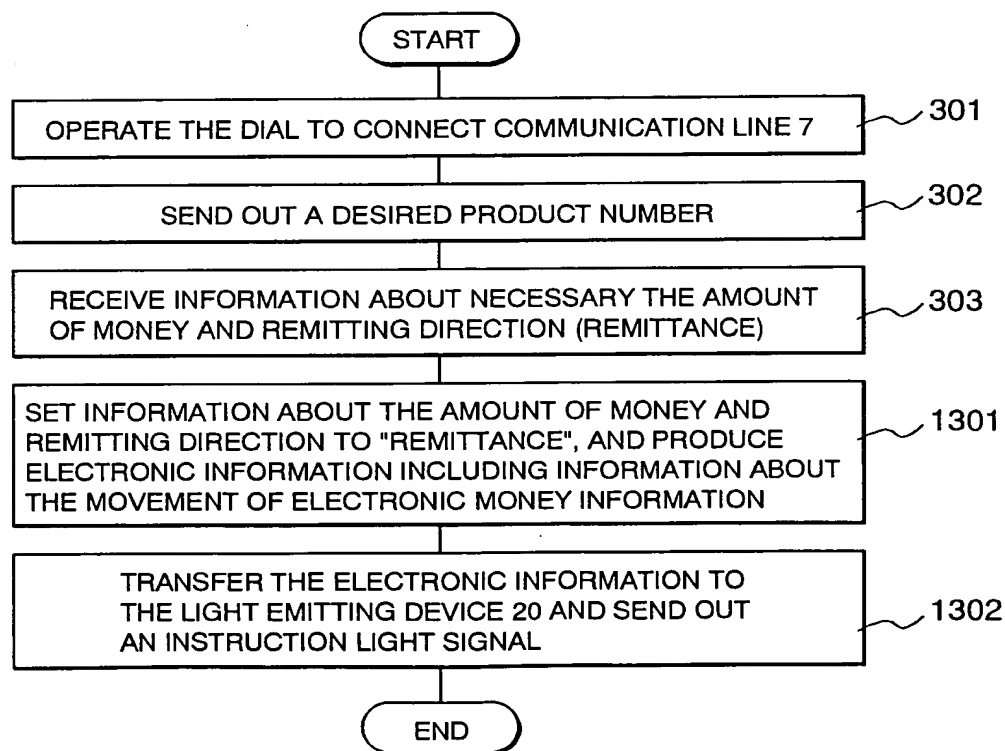 START
OPERATE THE DIAL TO CONNECT COMMUNICATION LINE 7
301
SEND OUT A DESIRED PRODUCT NUMBER
302
RECEIVE INFORMATION ABOUT NECESSARY THE AMOUNT
OF MONEY AND REMITTING DIRECTION (REMITTANCE)
303
SET INFORMATION ABOUT THE AMOUNT OF MONEY AND
REMITTING DIRECTION TO "REMITTANCE", AND PRODUCE
ELECTRONIC INFORMATION INCLUDING INFORMATION ABOUT
THE MOVEMENT OF ELECTRONIC MONEY INFORMATION
1301
TRANSFER THE ELECTRONIC INFORMATION TO
THE LIGHT EMITTING DEVICE 20 AND SEND OUT
AN INSTRUCTION LIGHT SIGNAL
1302
END